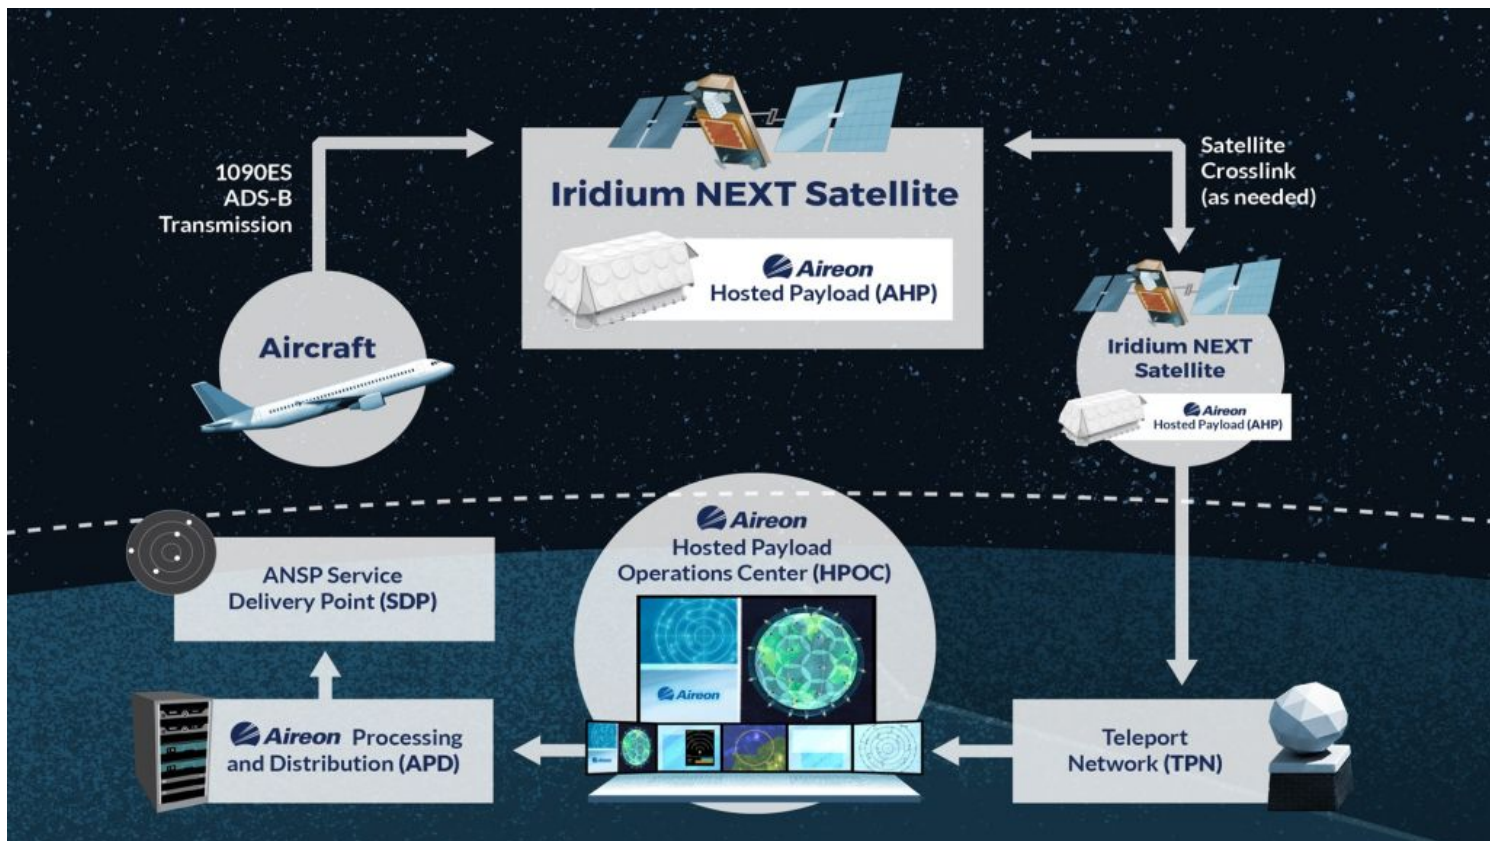 1090ES
ADS-B
Transmission
Iridium NEXT Satellite
Aireon
Hosted Payload (AHP)
Satellite
Crosslink
(as needed)
Aircraft
Iridium NEXT
Satellite
Aireon
Hosted Payload (AHP)
Aireon
Hosted Payload
Operations Center (HPOC)
Aireon
ANSP Service
Delivery Point (SDP)
Aireon Processing
and Distribution (APD)
Teleport
Network (TPN)